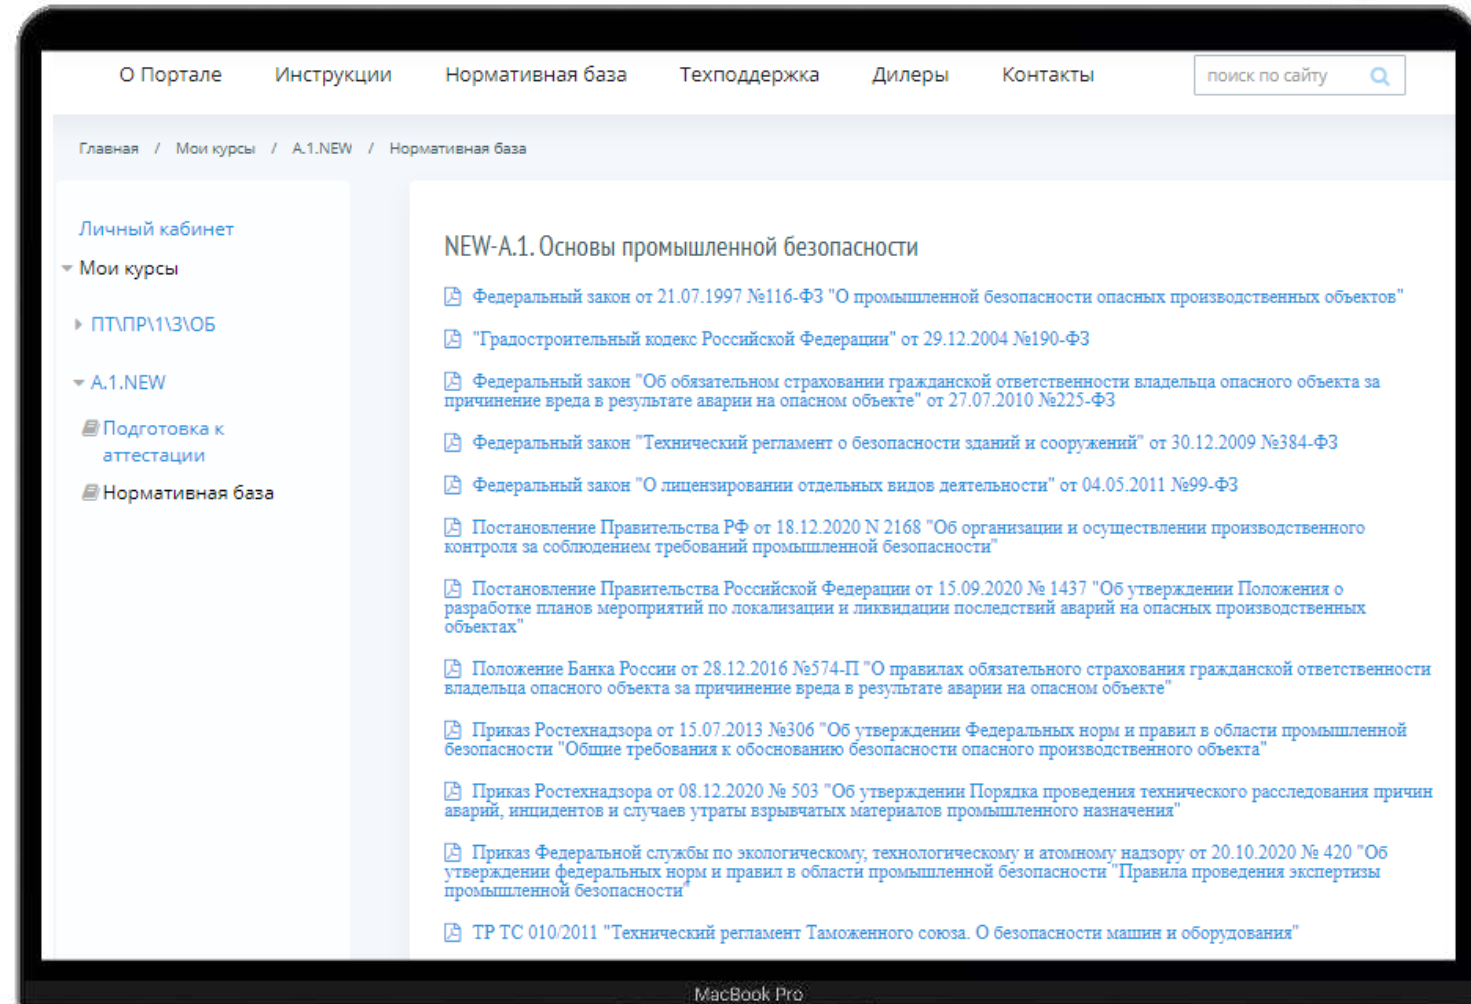 О Портале Инструкции Нормативная база Техподдержка Дилеры Контакты поиск по сайту
Главная / Мои курсы / A.1.NEW / Нормативная база
Личный кабинет
Мои курсы
ПТ\ПР\1\3\ОБ
A.1.NEW
Подготовка к
аттестации
Нормативная база
NEW-А.1. Основы промышленной безопасности
Федеральный закон от 21.07.1997 №116-ФЗ "О промышленной безопасности опасных производственных объектов"
"Градостроительный кодекс Российской Федерации" от 29.12.2004 №190-ФЗ
Федеральный закон "Об обязательном страховании гражданской ответственности владельца опасного объекта за
причинение вреда в результате аварии на опасном объекте" от 27.07.2010 №225-ФЗ
Федеральный закон "Технический регламент о безопасности зданий и сооружений" от 30.12.2009 №384-ФЗ
Федеральный закон "О лицензировании отдельных видов деятельности" от 04.05.2011 №99-ФЗ
Постановление Правительства РФ от 18.12.2020 N 2168 "Об организации и осуществлении производственного
контроля за соблюдением требований промышленной безопасности"
Постановление Правительства Российской Федерации от 15.09.2020 № 1437 "Об утверждении Положения о
разработке планов мероприятий по локализации и ликвидации последствий аварий на опасных производственных
объектах"
Положение Банка России от 28.12.2016 №574-П "О правилах обязательного страхования гражданской ответственности
владельца опасного объекта за причинение вреда в результате аварии на опасном объекте"
Приказ Ростехнадзора от 15.07.2013 №306 "Об утверждении Федеральных норм и правил в области промышленной
безопасности "Общие требования к обоснованию безопасности опасного производственного объекта"
Приказ Ростехнадзора от 08.12.2020 № 503 "Об утверждении Порядка проведения технического расследования причин
аварий, инцидентов и случаев утраты взрывчатых материалов промышленного назначения"
Приказ Федеральной службы по экологическому, технологическому и атомному надзору от 20.10.2020 № 420 "Об
утверждении федеральных норм и правил в области промышленной безопасности "Правила проведения экспертизы
промышленной безопасности"
ТР ТС 010/2011 "Технический регламент Таможенного союза. О безопасности машин и оборудования"
MacBook Pro